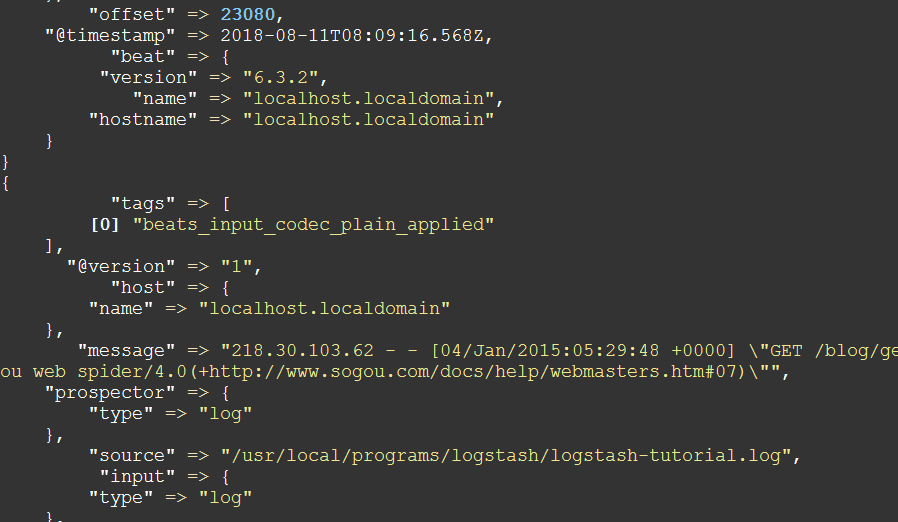 "offset" => 23080,
"@timestamp" => 2018-08-11T08:09:16.568Z,
"beat" => {
"version" => "6.3.2",
"name" => "localhost.localdomain",
"hostname" => "localhost.localdomain"
}
}
{
"tags" => [
[0] "beats_input_codec_plain_applied"
],
"@version" => "1",
"host" => {
"name" => "localhost.localdomain"
},
"message" => "218.30.103.62 - - [04/Jan/2015:05:29:48 +0000] \"GET /blog/ge
ou web spider/4.0(+http://www.sogou.com/docs/help/webmasters.htm#07)\"",
"prospector" => {
"type" => "log"
},
"source" => "/usr/local/programs/logstash/logstash-tutorial.log",
"input" => {
"type" => "log"
},